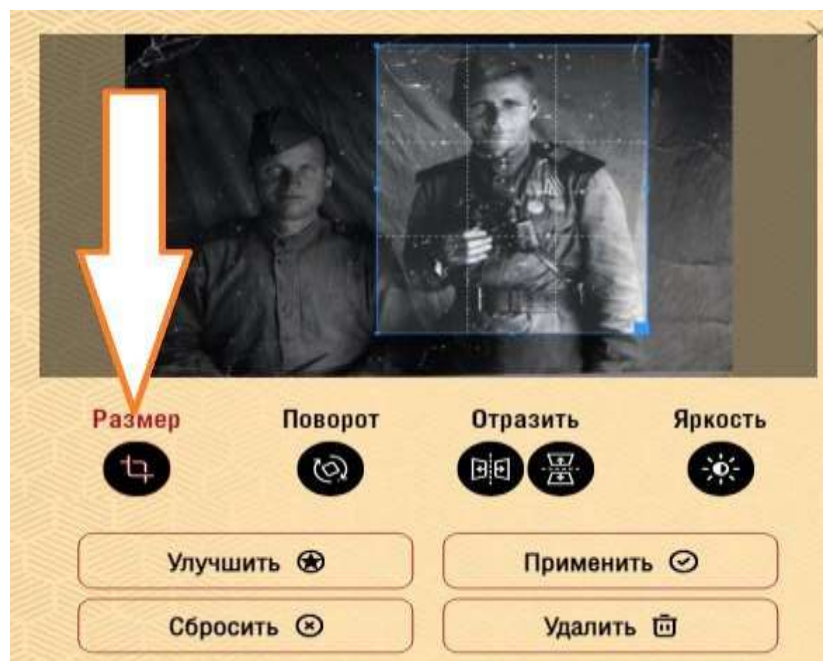 Размер Поворот Отразить Яркость
Улучшить Применить
Сбросить Удалить